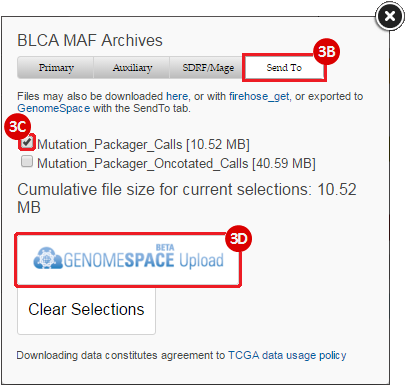 BLCA MAF Archives
3B
Primary Auxiliary SDRF/Mage Send To
Files may also be downloaded here, or with firehose_get, or exported to
GenomeSpace with the SendTo tab.
3C
Mutation_Packager_Calls [10.52 MB]
Mutation_Packager_Oncotated_Calls [40.59 MB]
Cumulative file size for current selections: 10.52
MB
3D
BETA
GENOMESPACE Upload
Clear Selections
Downloading data constitutes agreement to TCGA data usage policy